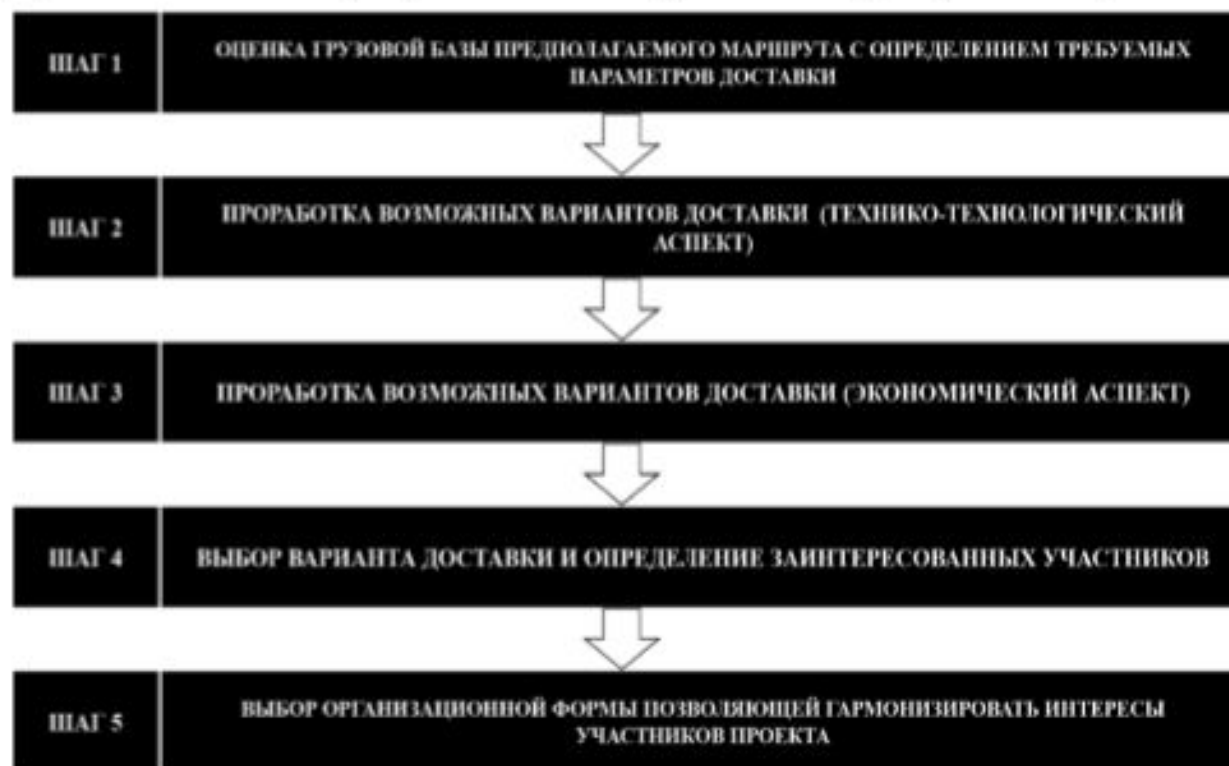 ШАГ 1
ОЦЕНКА ГРУЗОВОЙ БАЗЫ ПРЕДПОЛАГАЕМОГО МАРШРУТА С ОПРЕДЕЛЕНИЕМ ТРЕБУЕМЫХ
ПАРАМЕТРОВ ДОСТАВКИ
ШАГ 2
ПРОРАБОТКА ВОЗМОЖНЫХ ВАРИАНТОВ ДОСТАВКИ (ТЕХНИКО-ТЕХНОЛОГИЧЕСКИЙ
АСПЕКТ)
ШАГ 3
ПРОРАБОТКА ВОЗМОЖНЫХ ВАРИАНТОВ ДОСТАВКИ (ЭКОНОМИЧЕСКИЙ АСПЕКТ)
ШАГ 4
ВЫБОР ВАРИАНТА ДОСТАВКИ И ОПРЕДЕЛЕНИЕ ЗАИНТЕРЕСОВАННЫХ УЧАСТНИКОВ
ШАГ 5
ВЫБОР ОРГАНИЗАЦИОННОЙ ФОРМЫ ПОЗВОЛЯЮЩЕЙ ГАРМОНИЗИРОВАТЬ ИНТЕРЕСЫ
УЧАСТНИКОВ ПРОЕКТА